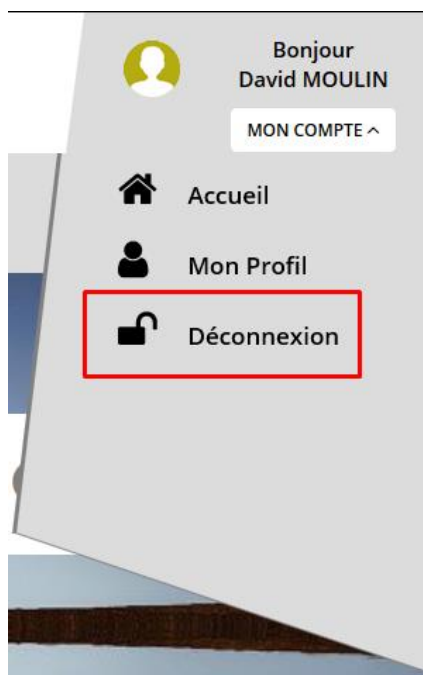 Bonjour
David MOULIN
MON COMPTE
Accueil
Mon Profil
Déconnexion